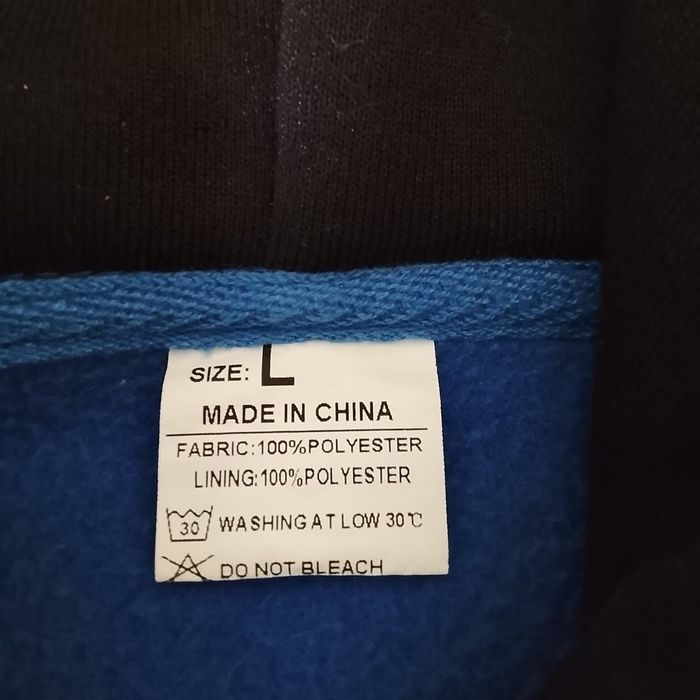 SIZE: L
MADE IN CHINA
FABRIC:100%POLYESTER
LINING:100%POLYESTER
30 WASHING AT LOW 30℃
DO NOT BLEACH